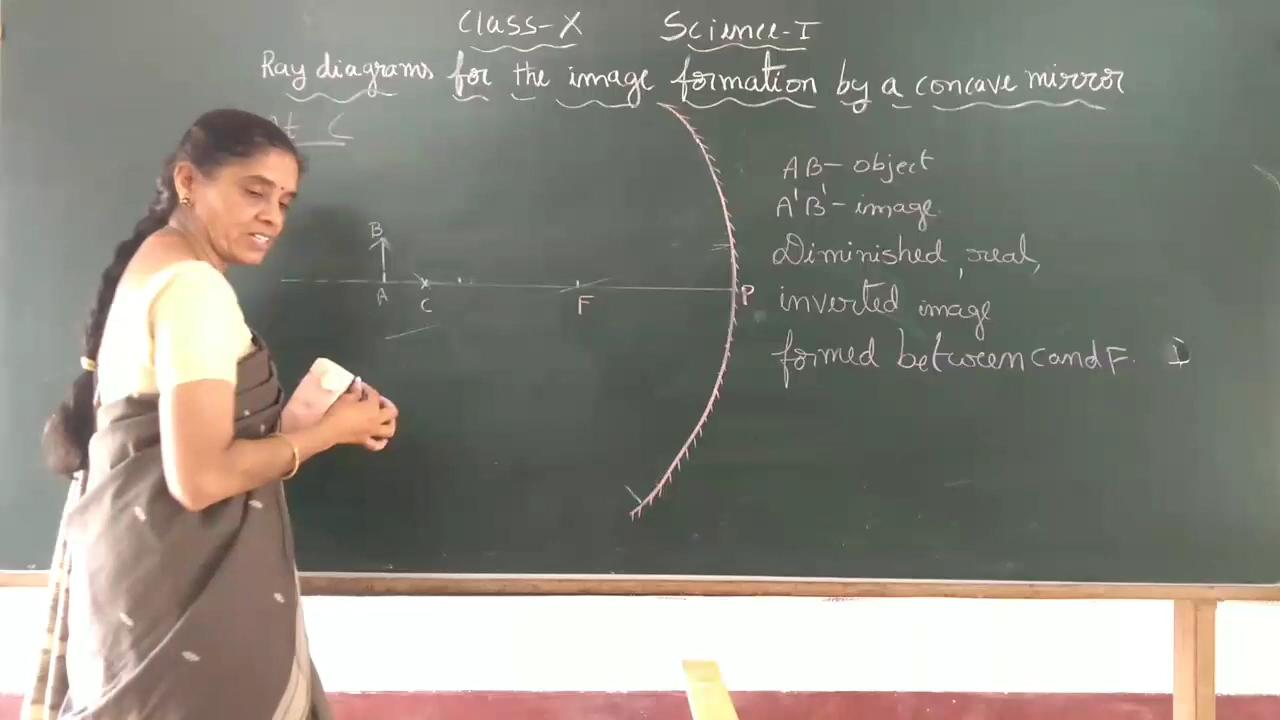 Class-X Science-I
Ray diagrams for the image formation by a concave mirror
At C
AB- object
A'B'- image
Diminished, real,
inverted image
formed between C and F.
B
A
C
F
P